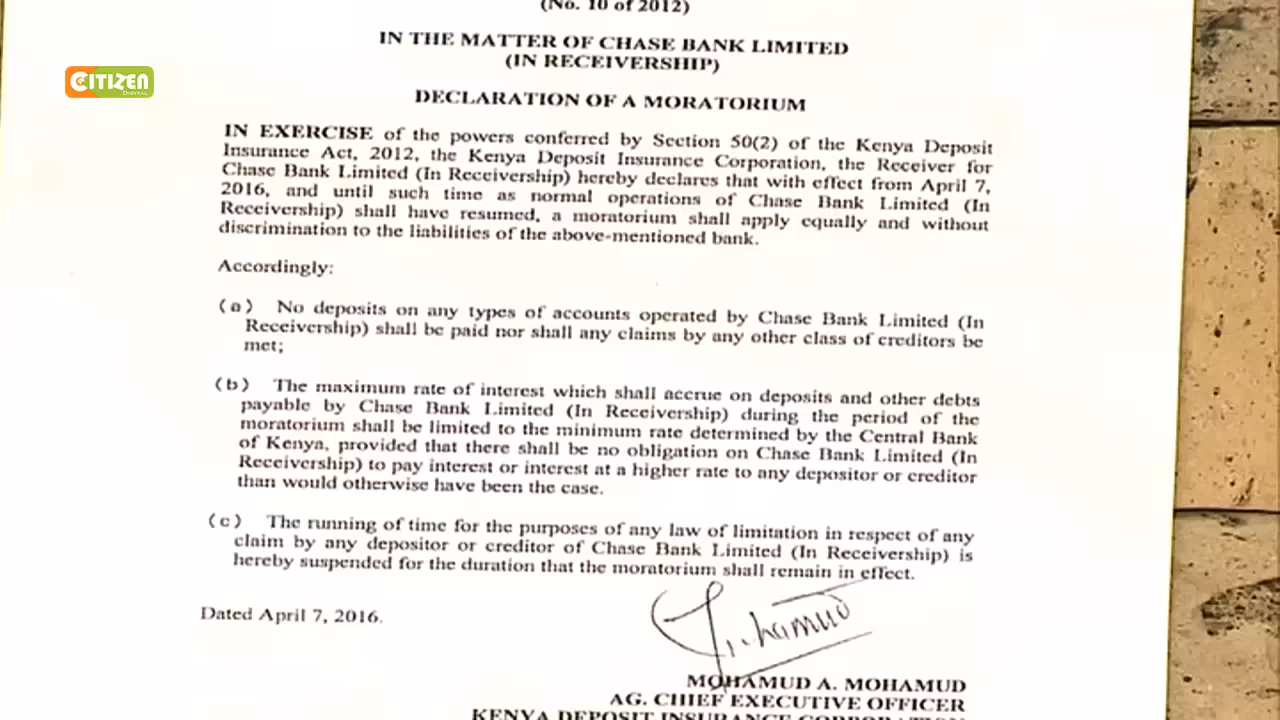 (No. 10 of 2012)
IN THE MATTER OF CHASE BANK LIMITED
(IN RECEIVERSHIP)
CITIZEN
DIGITAL
DECLARATION OF A MORATORIUM
IN EXERCISE of the powers conferred by Section 50(2) of the Kenya Deposit
Insurance Act, 2012, the Kenya Deposit Insurance Corporation, the Receiver for
Chase Bank Limited (In Receivership) hereby declares that with effect from April 7,
2016, and until such time as normal operations of Chase Bank Limited (In
Receivership) shall have resumed, a moratorium shall apply equally and without
discrimination to the liabilities of the above-mentioned bank.
Accordingly:
(a) No deposits on any types of accounts operated by Chase Bank Limited (In
Receivership) shall be paid nor shall any claims by any other class of creditors be
met;
(b) The maximum rate of interest which shall accrue on deposits and other debts
payable by Chase Bank Limited (In Receivership) during the period of the
moratorium shall be limited to the minimum rate determined by the Central Bank
of Kenya, provided that there shall be no obligation on Chase Bank Limited (In
Receivership) to pay interest or interest at a higher rate to any depositor or creditor
than would otherwise have been the case.
(c) The running of time for the purposes of any law of limitation in respect of any
claim by any depositor or creditor of Chase Bank Limited (In Receivership) is
hereby suspended for the duration that the moratorium shall remain in effect.
Dated April 7, 2016.
MOHAMUD A. MOHAMUD
AG. CHIEF EXECUTIVE OFFICER
KENYA DEPOSIT INSURANCE CORPORATION